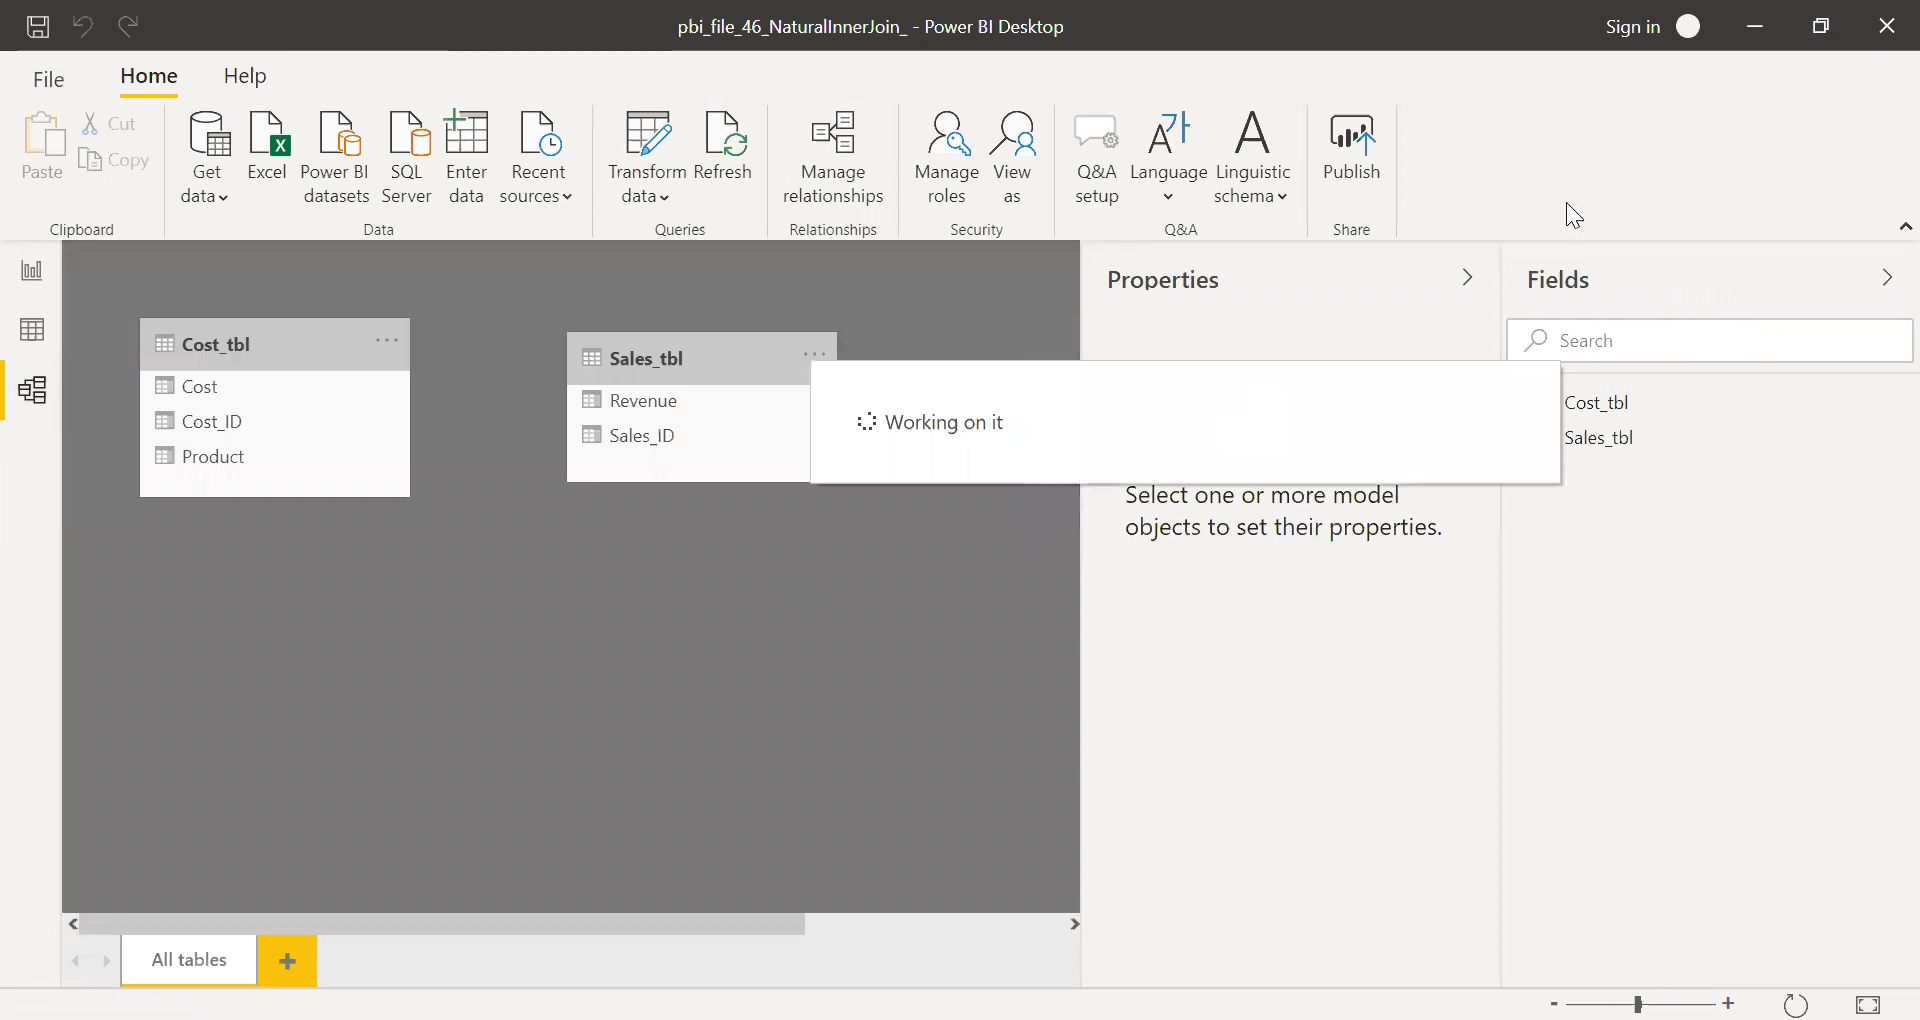 pbi_file_46_NaturalInnerJoin_ - Power BI Desktop
Sign in
File
Home
Help
Paste
Cut
Copy
Clipboard
Get data
Excel
Power BI datasets
SQL Server
Enter data
Recent sources
Data
Transform data
Refresh
Queries
Manage relationships
Relationships
Manage roles
View as
Security
Q&A setup
Language
Linguistic schema
Q&A
Publish
Share
Cost_tbl
Cost
Cost_ID
Product
Sales_tbl
Revenue
Sales_ID
Working on it
Properties
Select one or more model
objects to set their properties.
Fields
Search
Cost_tbl
Sales_tbl
All tables